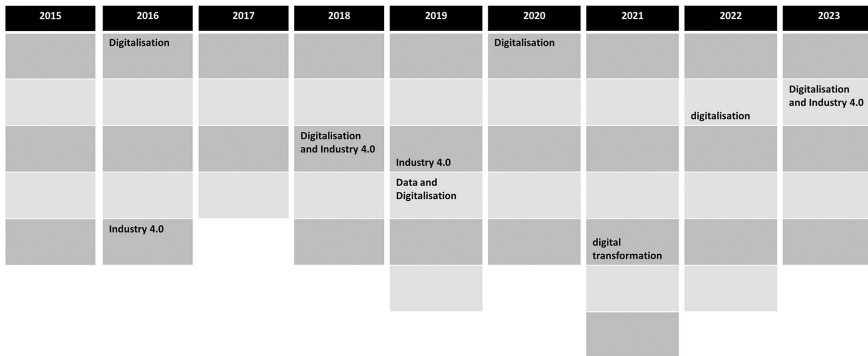 2015 2016 2017 2018 2019 2020 2021 2022 2023
Digitalisation
Digitalisation
Digitalisation
and Industry 4.0
digitalisation
Digitalisation
and Industry 4.0
Industry 4.0
Data and
Digitalisation
Industry 4.0
digital
transformation